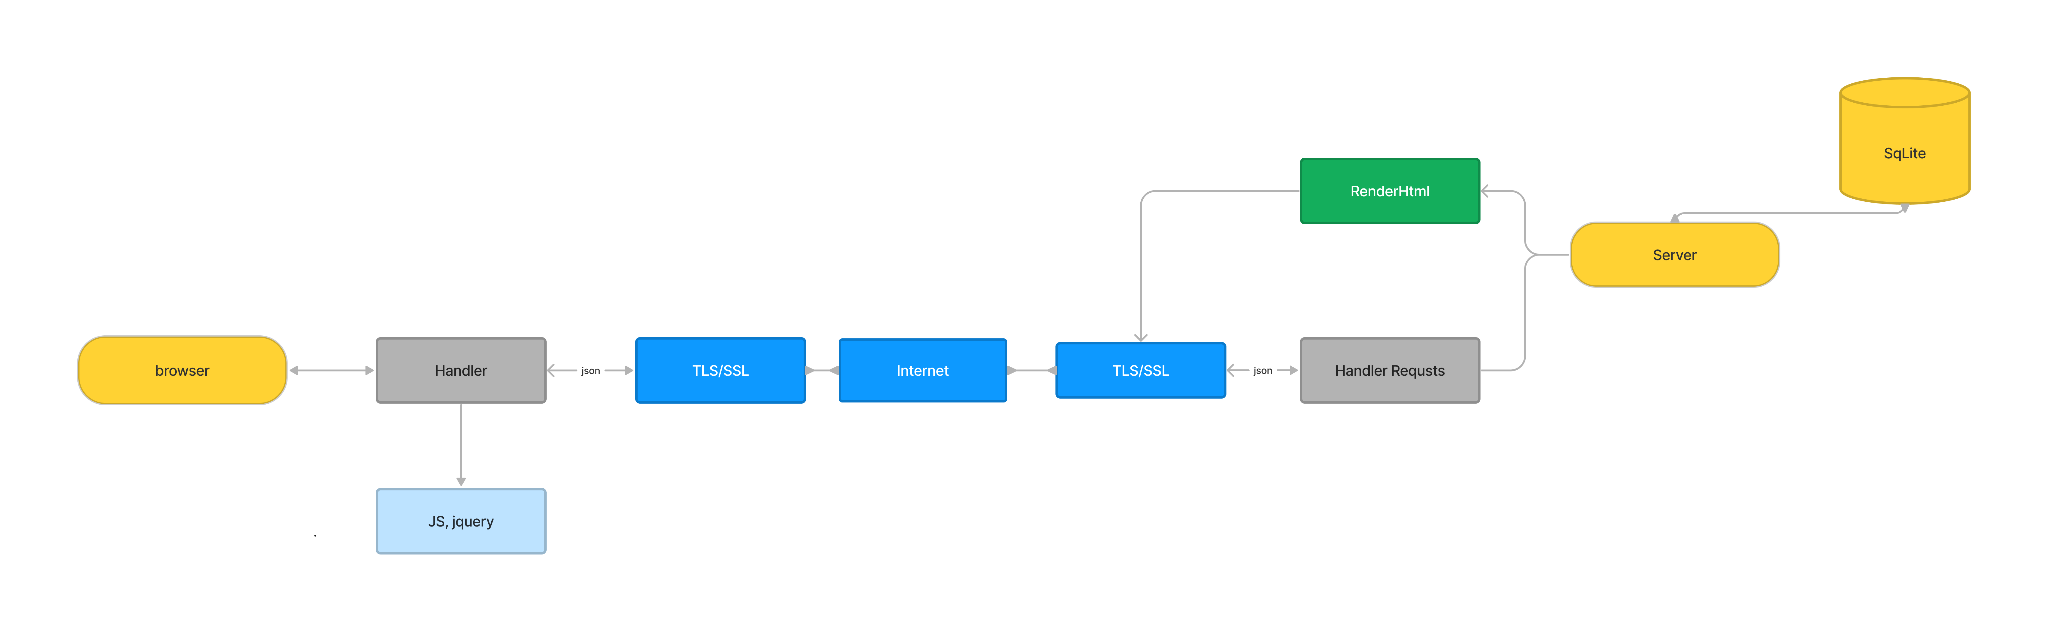 SqLite
RenderHtml
Server
browser
Handler
json
TLS/SSL
Internet
TLS/SSL
json
Handler Requsts
JS, jquery